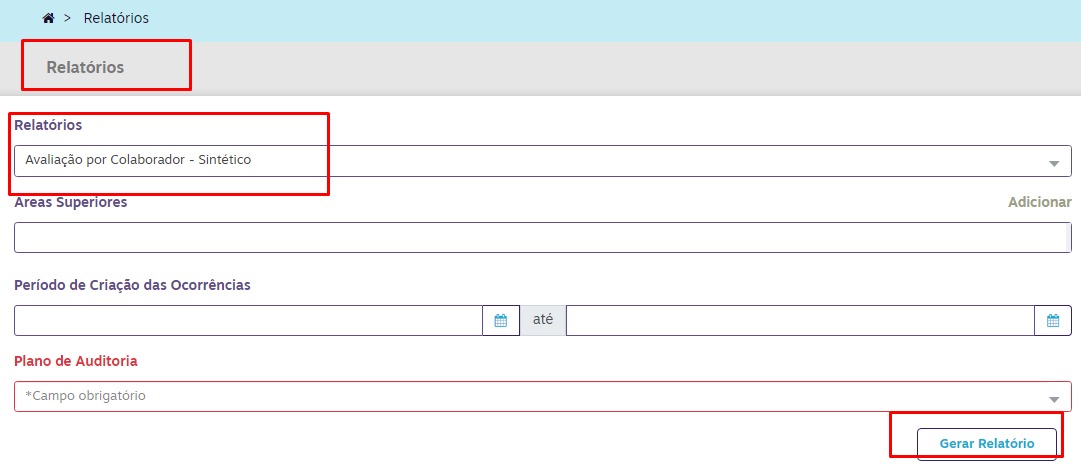 > Relatórios
Relatórios
Relatórios
Avaliação por Colaborador - Sintético
Areas Superiores Adicionar
Período de Criação das Ocorrências
até
Plano de Auditoria
*Campo obrigatório
Gerar Relatório